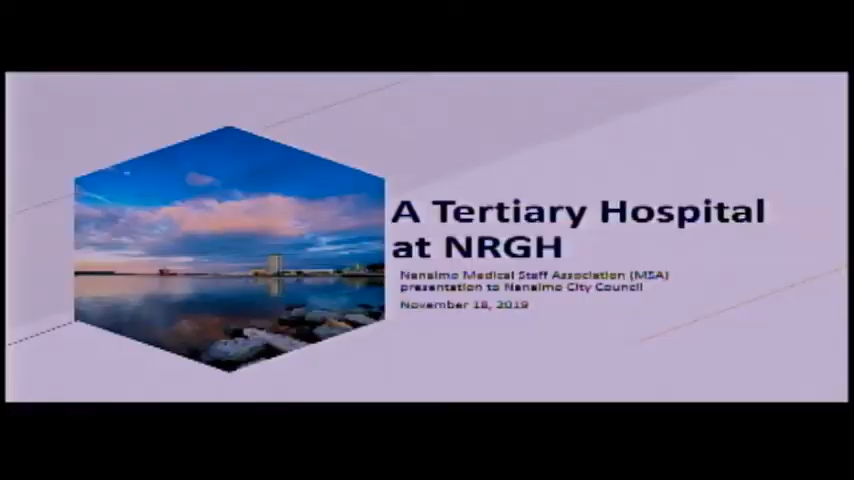 A Tertiary Hospital
at NRGH
Nanaimo Medical Staff Association (MSA)
presentation to Nanaimo City Council
November 18, 2019